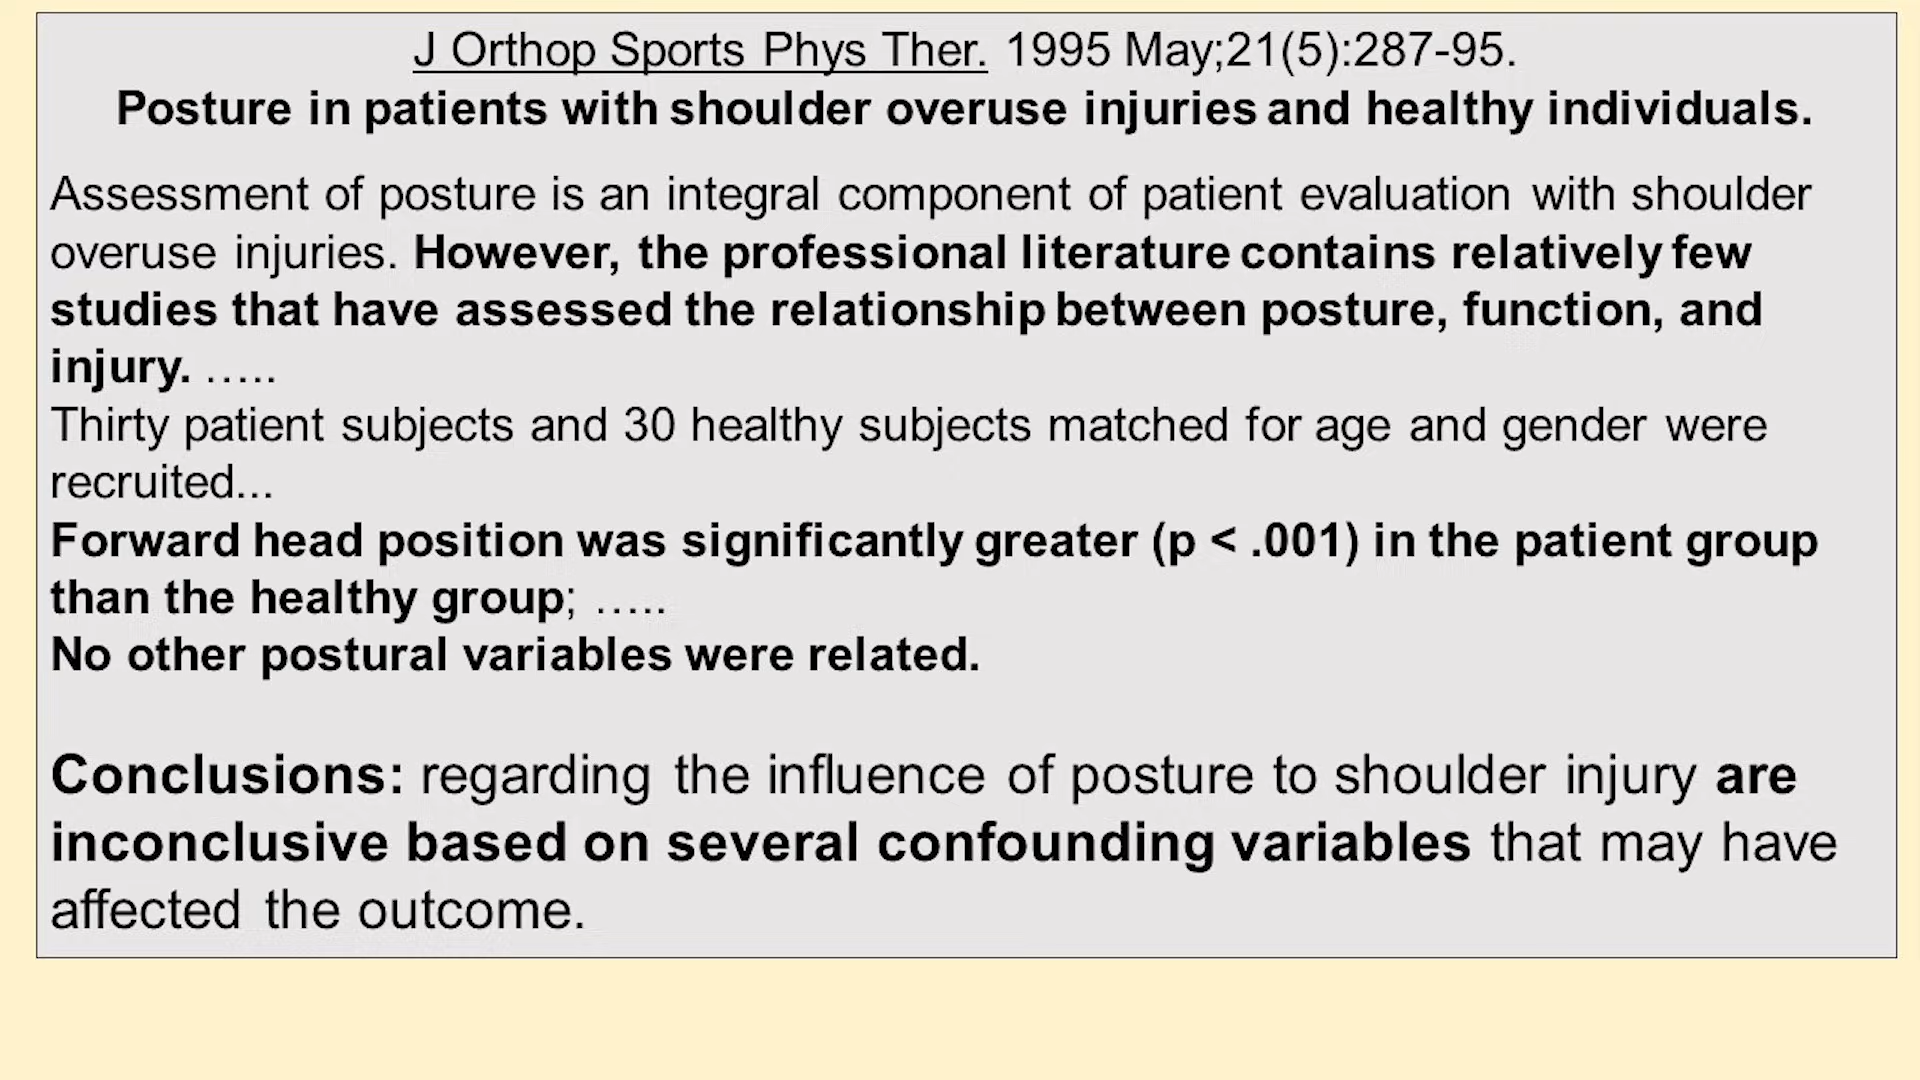 J Orthop Sports Phys Ther. 1995 May;21(5):287-95.
Posture in patients with shoulder overuse injuries and healthy individuals.
Assessment of posture is an integral component of patient evaluation with shoulder
overuse injuries. However, the professional literature contains relatively few
studies that have assessed the relationship between posture, function, and
injury. …..
Thirty patient subjects and 30 healthy subjects matched for age and gender were
recruited...
Forward head position was significantly greater (p < .001) in the patient group
than the healthy group; …..
No other postural variables were related.
Conclusions: regarding the influence of posture to shoulder injury are
inconclusive based on several confounding variables that may have
affected the outcome.